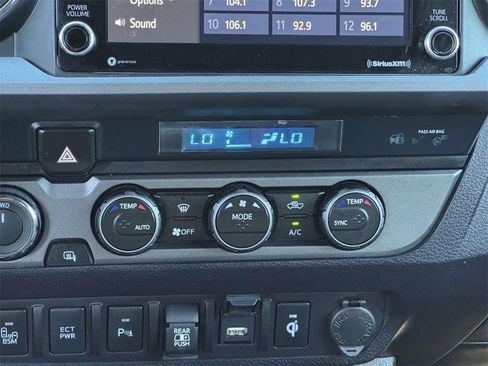 POWER VOLUME
Options
7 104.1 8 107.3 9 93.7
Sound
10 106.1 11 92.9 12 96.1
TUNE SCROLL
gracenote
SiriusXM
LO LO
PASS AIR BAG
WD
TEMP
AUTO
OFF
MODE
A/C
TEMP
SYNC
BSM
ECT PWR
P
REAR PUSH